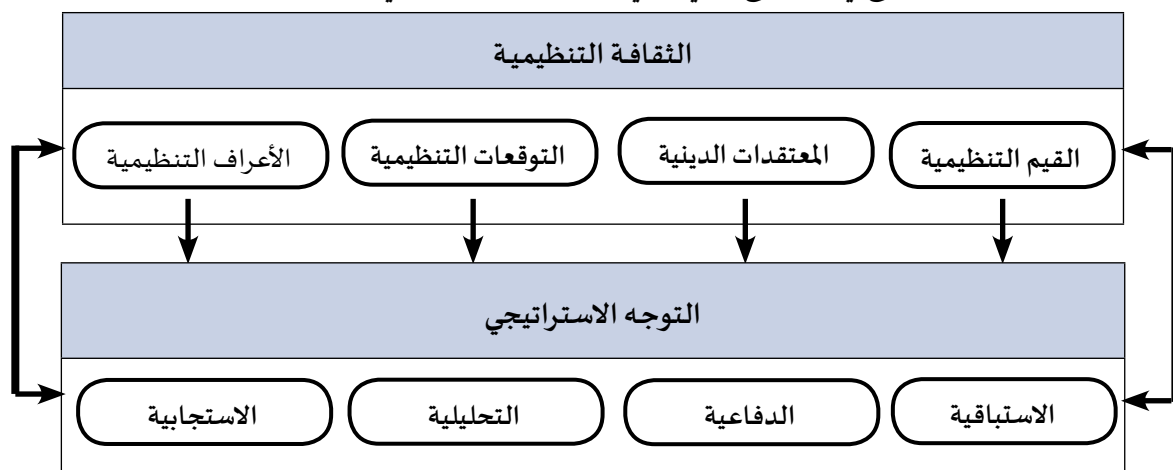 الثقافة التنظيمية
القيم التنظيمية
المعتقدات الدينية
التوقعات التنظيمية
الأعراف التنظيمية
التوجه الاستراتيجي
الاستباقية
الدفاعية
التحليلية
الاستجابية